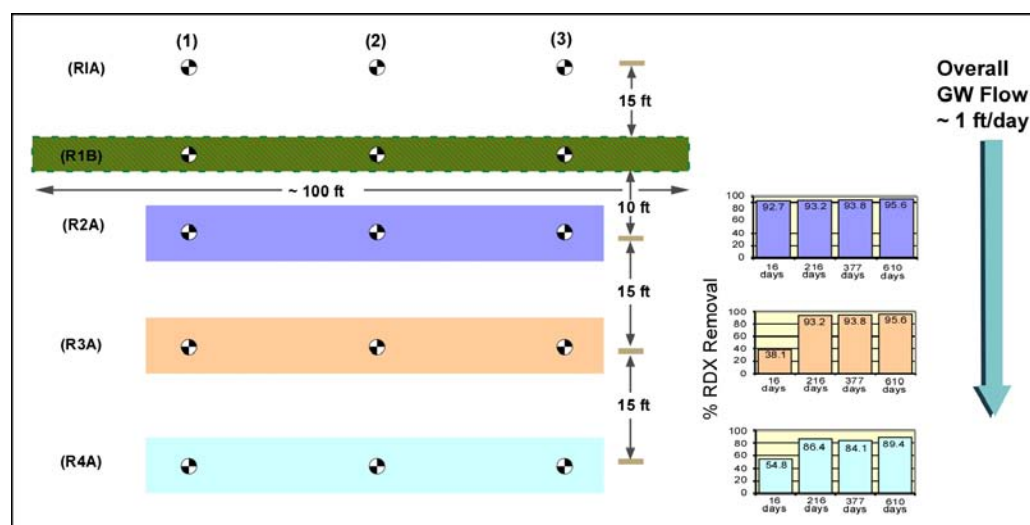 (1)
(2)
(3)
(RIA)
15 ft
Overall
GW Flow
~ 1 ft/day
(R1B)
~ 100 ft
10 ft
(R2A)
15 ft
(R3A)
15 ft
(R4A)
% RDX Removal
100
80
60
40
20
0
92.7
93.2
93.8
95.6
16
days
216
days
377
days
610
days
100
80
60
40
20
0
38.1
93.2
93.8
95.6
16
days
216
days
377
days
610
days
100
80
60
40
20
0
54.8
86.4
84.1
89.4
16
days
216
days
377
days
610
days